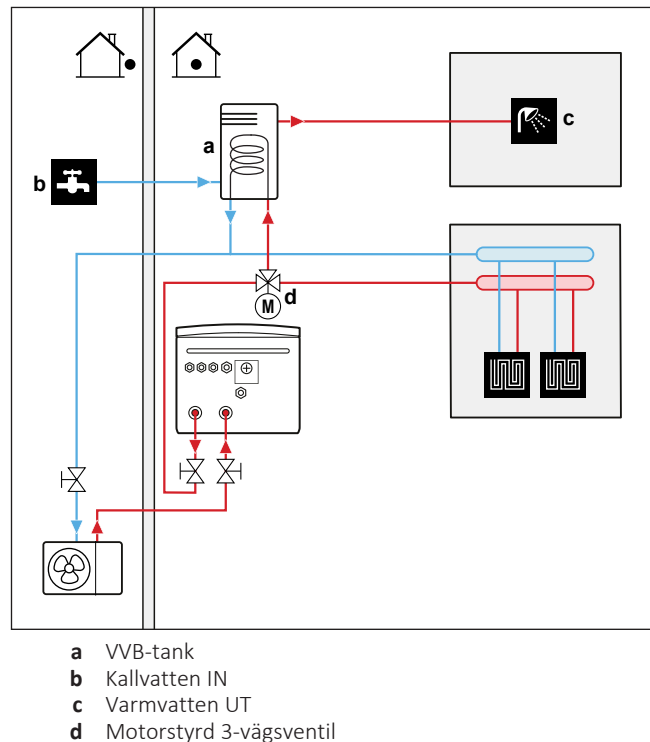 c
a
b
d
M
a VVB-tank
b Kallvatten IN
c Varmvatten UT
d Motorstyrd 3-vägsventil